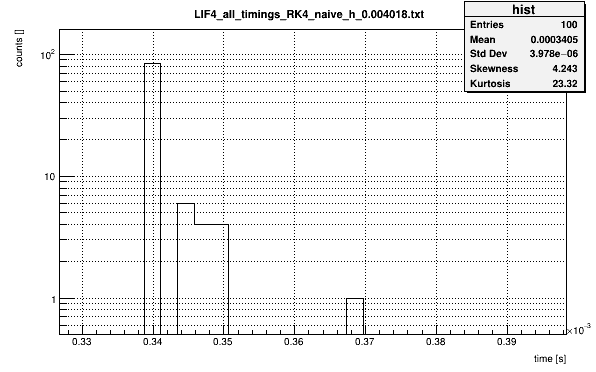 LIF4_all_timings_RK4_naive_h_0.004018.txt
hist
Entries 100
Mean 0.0003405
Std Dev 3.978e−06
Skewness 4.243
Kurtosis 23.32
counts []
10²
10
1
0.33 0.34 0.35 0.36 0.37 0.38 0.39
×10⁻³
time [s]